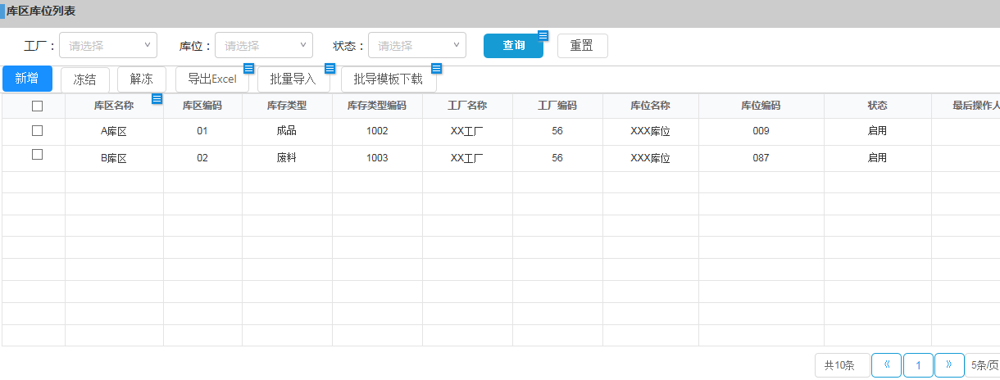 库区库位列表
工厂： 请选择 库位： 请选择 状态： 请选择 查询 重置
新增 冻结 解冻 导出Excel 批量导入 批导模板下载
库区名称 库区编码 库存类型 库存类型编码 工厂名称 工厂编码 库位名称 库位编码 状态 最后操作人
A库区 01 成品 1002 XX工厂 56 XXX库位 009 启用
B库区 02 废料 1003 XX工厂 56 XXX库位 087 启用
共10条 《 1 》 5条/页